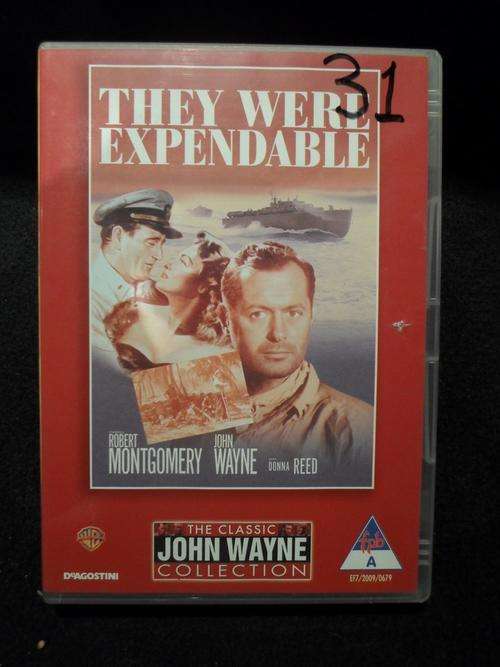 31
THEY WERE
EXPENDABLE
ROBERT JOHN
MONTGOMERY WAYNE DONNA REED
THE CLASSIC
JOHN WAYNE
COLLECTION
DeAGOSTINI
fpb
A
EF7/2009/0679